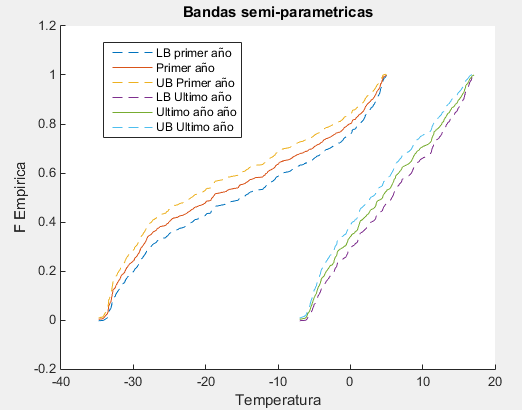 Bandas semi-parametricas
1.2
1
0.8
0.6
0.4
0.2
0
-0.2
F Empirica
LB primer año
Primer año
UB Primer año
LB Ultimo año
Ultimo año año
UB Ultimo año
-40
-30
-20
-10
0
10
20
Temperatura